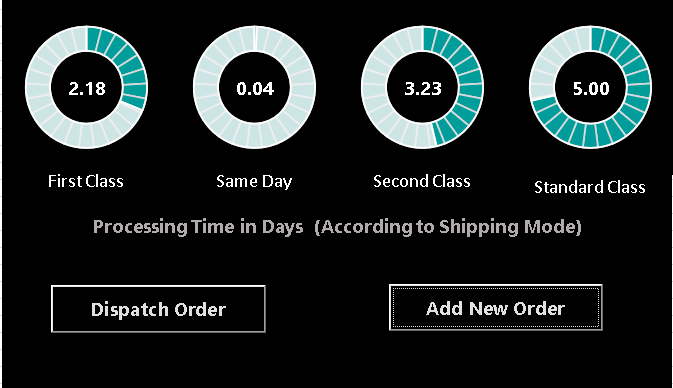 2.18 0.04 3.23 5.00
First Class Same Day Second Class Standard Class
Processing Time in Days (According to Shipping Mode)
Dispatch Order Add New Order